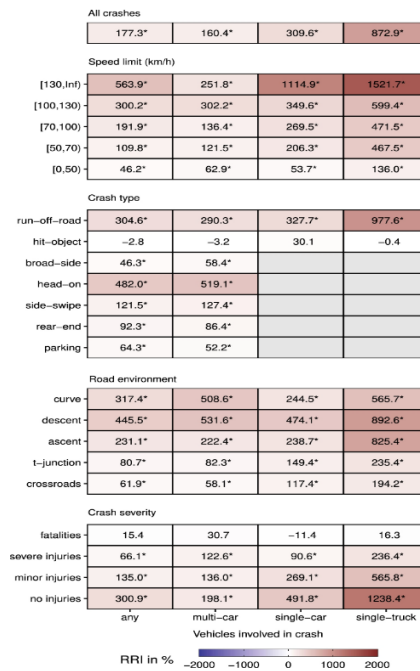 All crashes
177.3* 160.4* 309.6* 872.9*
Speed limit (km/h)
[130,Inf) 563.9* 251.8* 1114.9* 1521.7*
[100,130) 300.2* 302.2* 349.6* 599.4*
[70,100) 191.9* 136.4* 269.5* 471.5*
[50,70) 109.8* 121.5* 206.3* 467.5*
[0,50) 46.2* 62.9* 53.7* 136.0*
Crash type
run−off−road 304.6* 290.3* 327.7* 977.6*
hit−object −2.8 −3.2 30.1 −0.4
broad−side 46.3* 58.4*
head−on 482.0* 519.1*
side−swipe 121.5* 127.4*
rear−end 92.3* 86.4*
parking 64.3* 52.2*
Road environment
curve 317.4* 508.6* 244.5* 565.7*
descent 445.5* 531.6* 474.1* 892.6*
ascent 231.1* 222.4* 238.7* 825.4*
t−junction 80.7* 82.3* 149.4* 235.4*
crossroads 61.9* 58.1* 117.4* 194.2*
Crash severity
fatalities 15.4 30.7 −11.4 16.3
severe injuries 66.1* 122.6* 90.6* 236.4*
minor injuries 135.0* 136.0* 269.1* 565.8*
no injuries 300.9* 198.1* 491.8* 1238.4*
any multi−car single−car single−truck
Vehicles involved in crash
RRI in % −2000 −1000 0 1000 2000